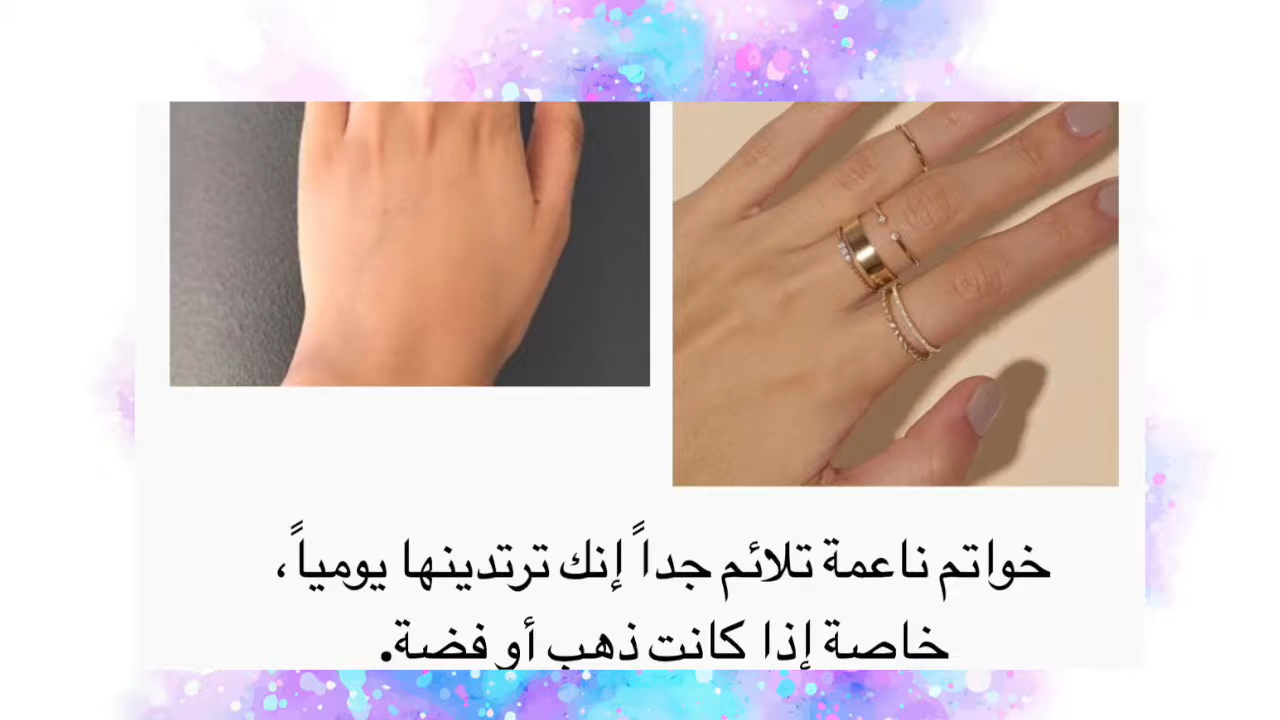 خواتم ناعمة تلائم جداً إنك ترتدينها يومياً،
خاصة إذا كانت ذهب أو فضة.